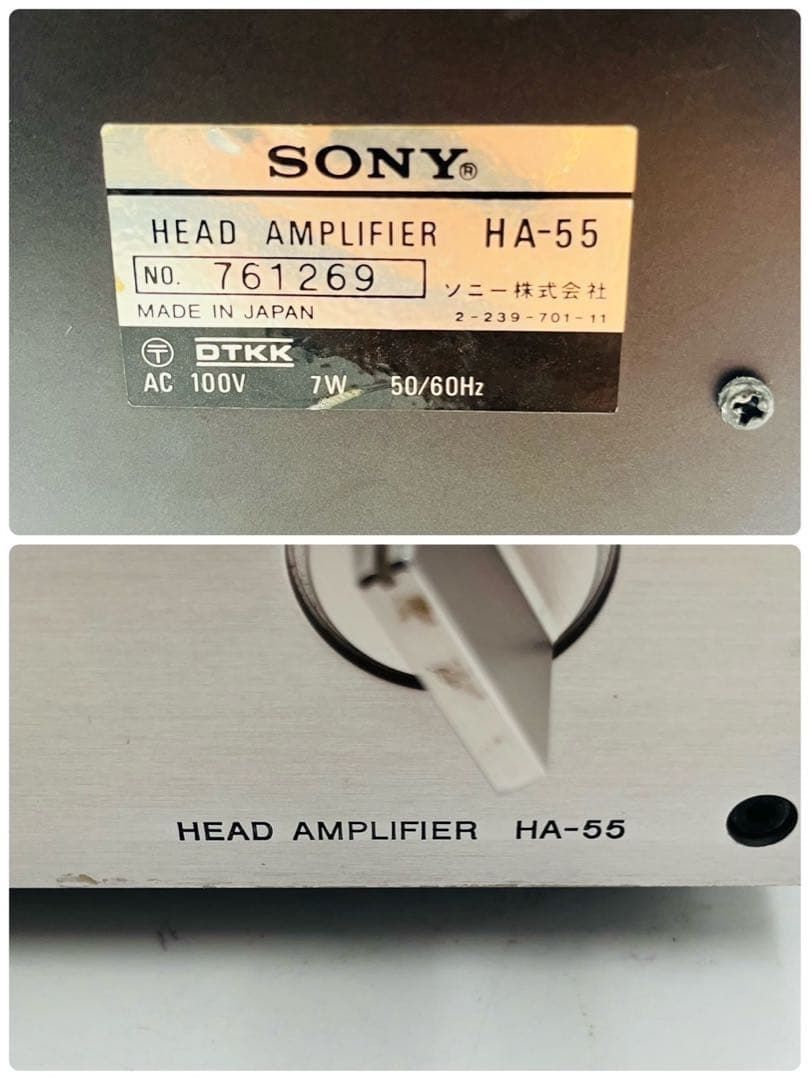 SONY®
HEAD AMPLIFIER HA-55
NO. 761269
ソニー株式会社
MADE IN JAPAN
2-239-701-11
〒 DTKK
AC 100V 7W 50/60Hz
HEAD AMPLIFIER HA-55